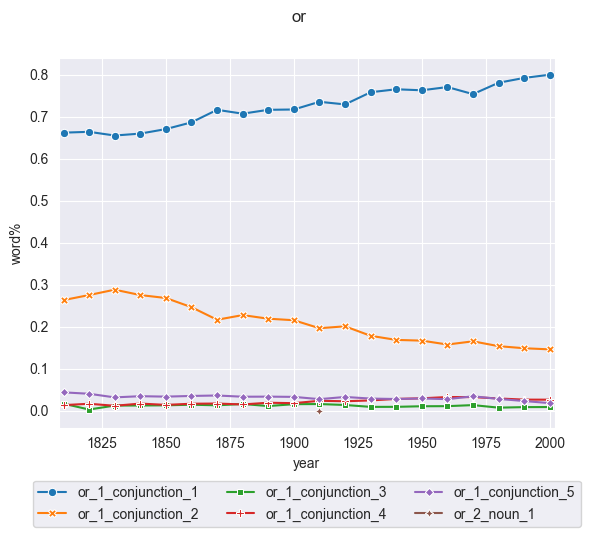 or
0.8
0.7
0.6
0.5
0.4
0.3
0.2
0.1
0.0
word%
1825 1850 1875 1900 1925 1950 1975 2000
year
or_1_conjunction_1 or_1_conjunction_3 or_1_conjunction_5
or_1_conjunction_2 or_1_conjunction_4 or_2_noun_1